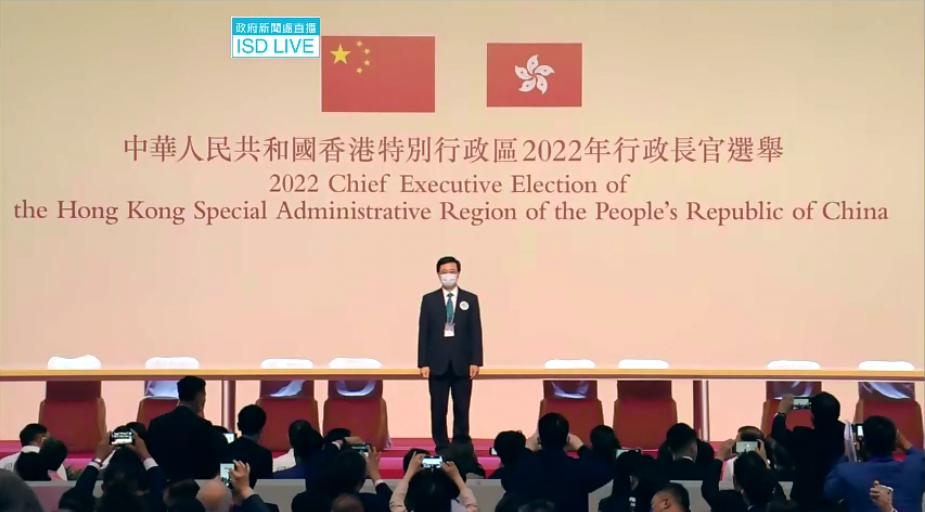 政府新聞處直播
ISD LIVE
中華人民共和國香港特別行政區2022年行政長官選舉
2022 Chief Executive Election of
the Hong Kong Special Administrative Region of the People's Republic of China